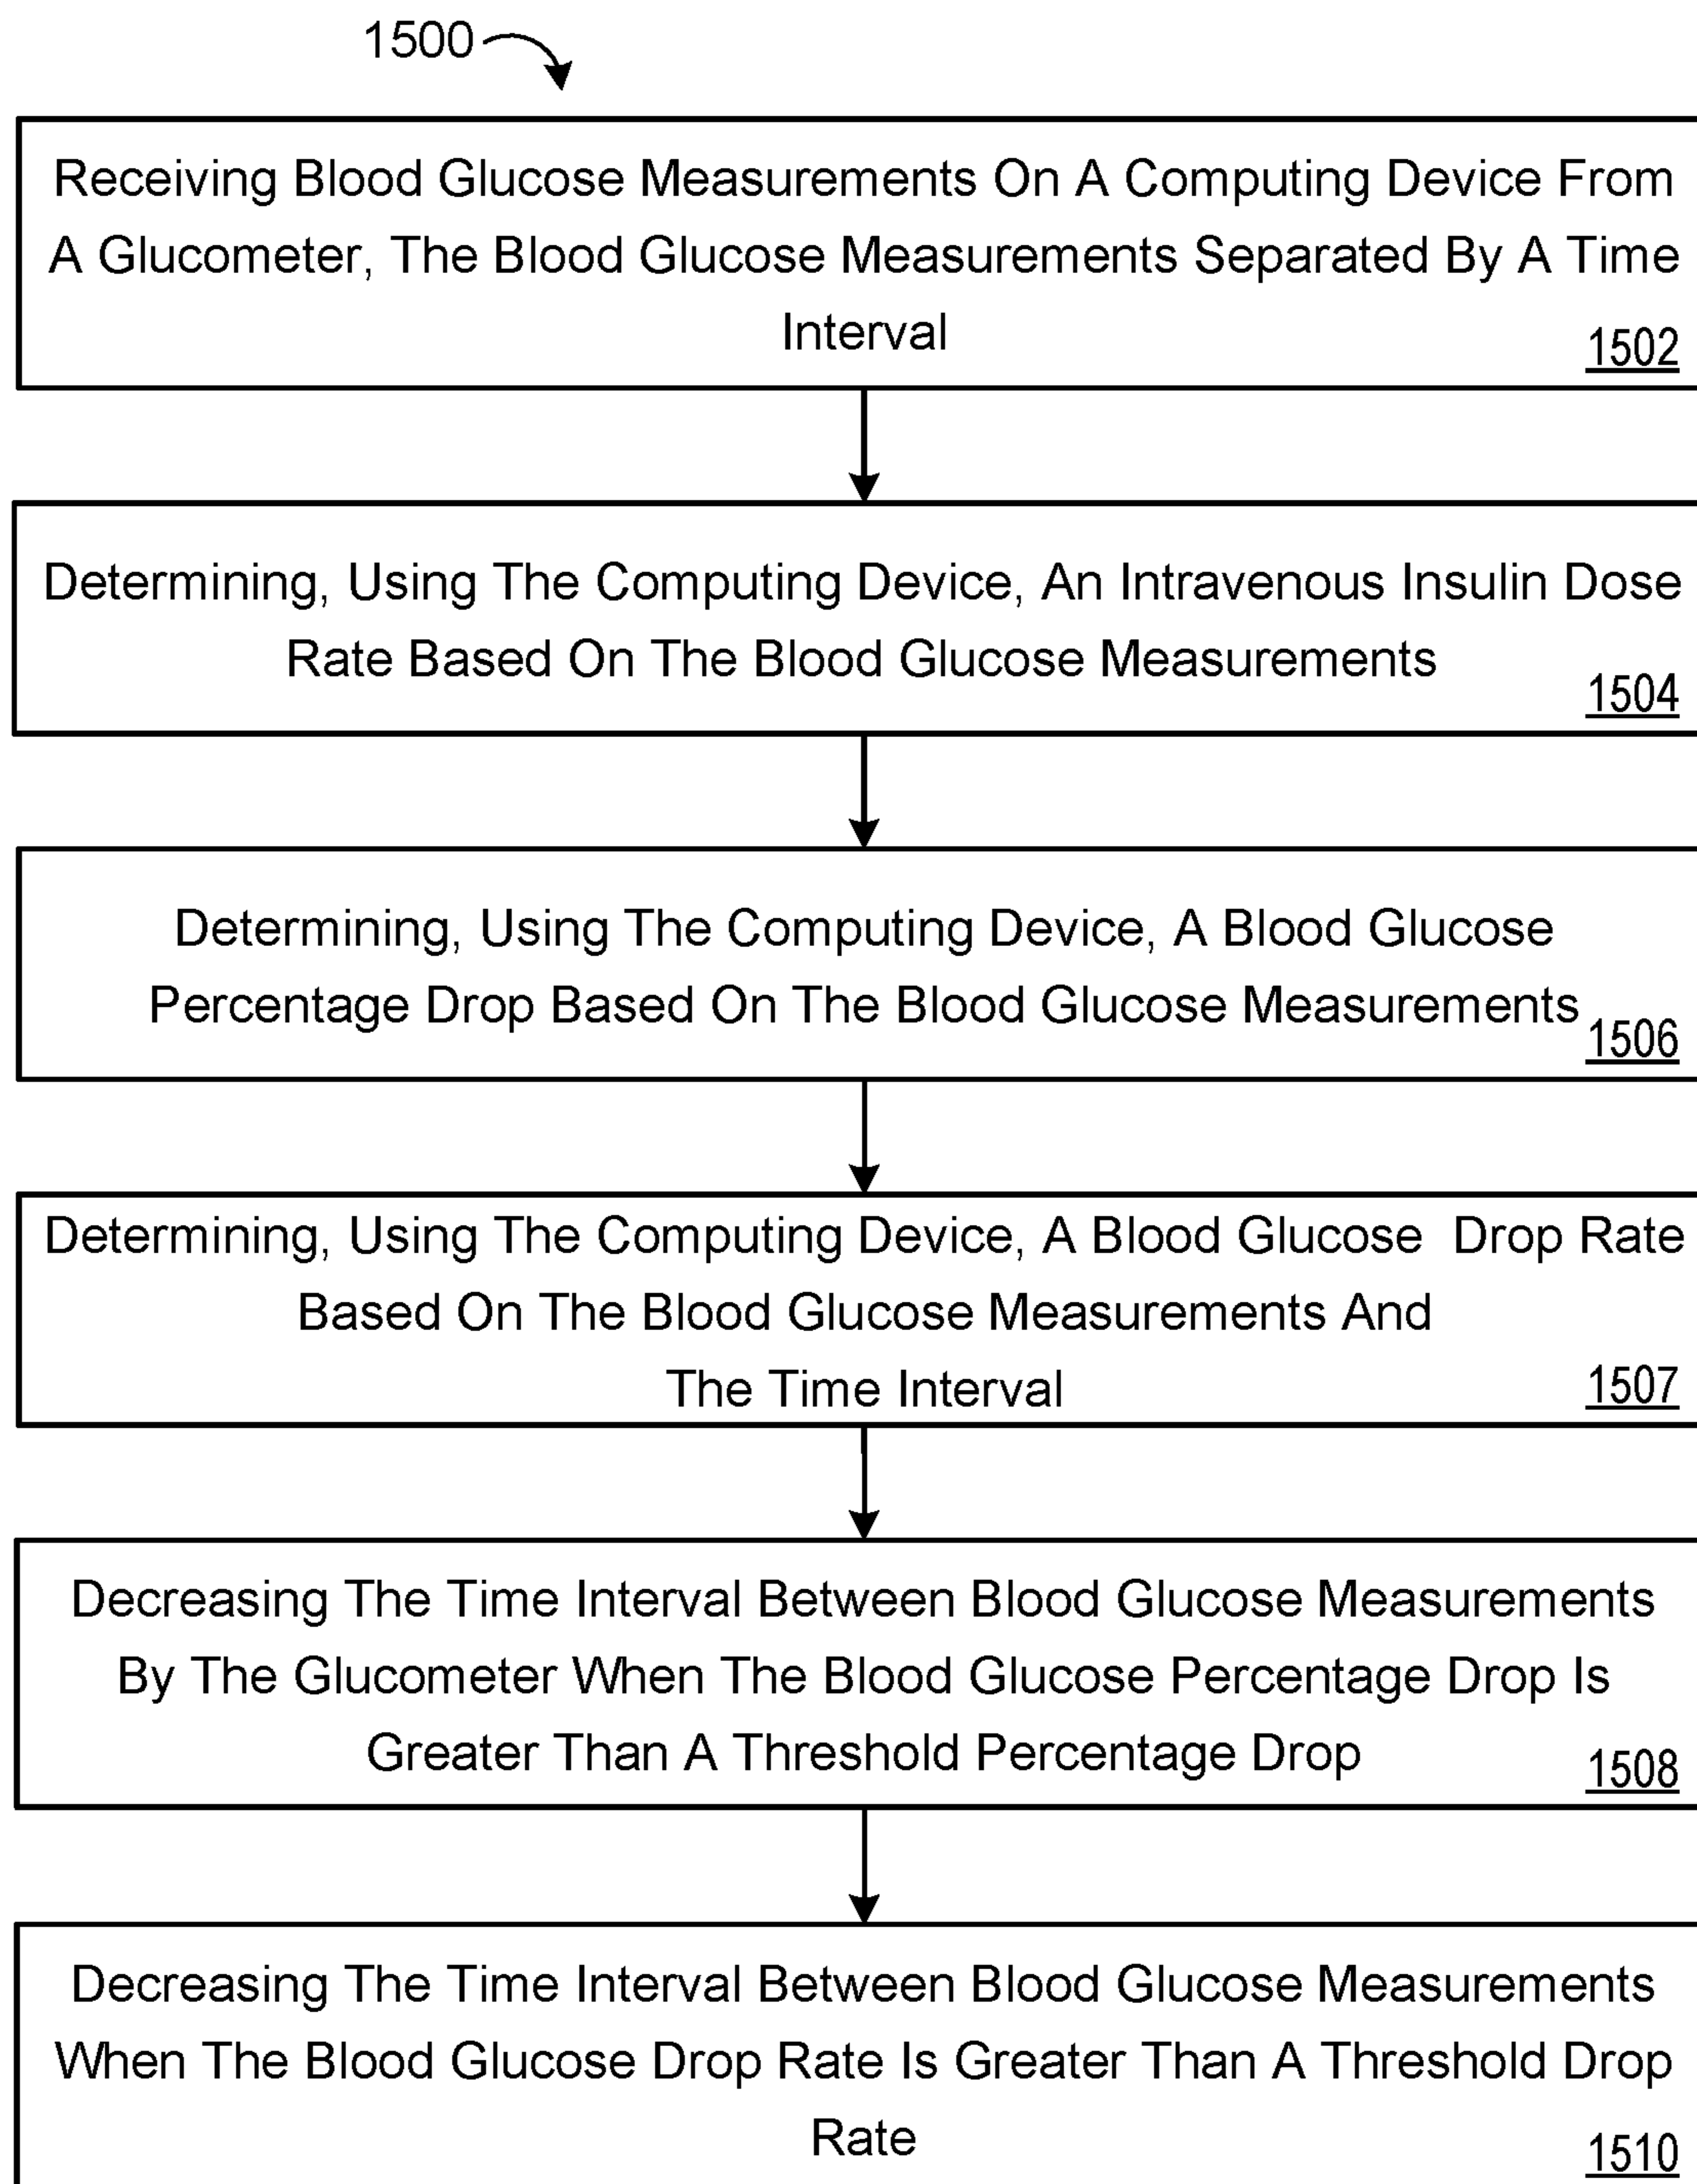 1500
Receiving Blood Glucose Measurements On A Computing Device From
A Glucometer, The Blood Glucose Measurements Separated By A Time
Interval
1502
Determining, Using The Computing Device, An Intravenous Insulin Dose
Rate Based On The Blood Glucose Measurements
1504
Determining, Using The Computing Device, A Blood Glucose
Percentage Drop Based On The Blood Glucose Measurements
1506
Determining, Using The Computing Device, A Blood Glucose Drop Rate
Based On The Blood Glucose Measurements And
The Time Interval
1507
Decreasing The Time Interval Between Blood Glucose Measurements
By The Glucometer When The Blood Glucose Percentage Drop Is
Greater Than A Threshold Percentage Drop
1508
Decreasing The Time Interval Between Blood Glucose Measurements
When The Blood Glucose Drop Rate Is Greater Than A Threshold Drop
Rate
1510